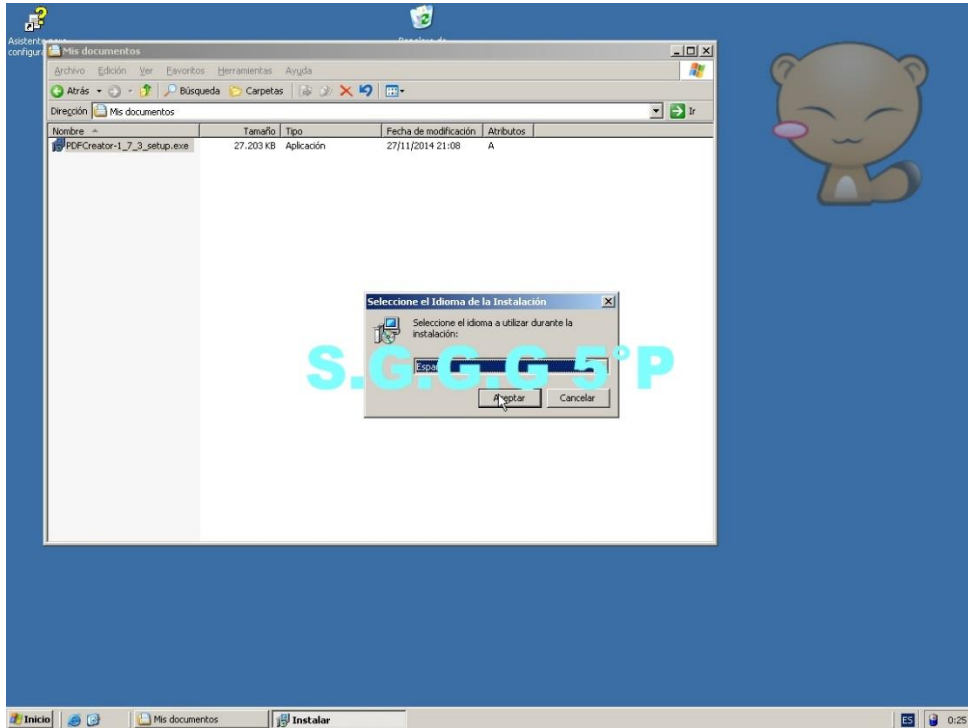 Mis documentos
Archivo Edición Ver Favoritos Herramientas Ayuda
Atrás Búsqueda Carpetas
Dirección Mis documentos Ir
Nombre Tamaño Tipo Fecha de modificación Atributos
PDFCreator-1_7_3_setup.exe 27.203 KB Aplicación 27/11/2014 21:08 A
Seleccione el Idioma de la Instalación
Seleccione el idioma a utilizar durante la
instalación:
S.G.G.G 5°P
Aceptar Cancelar
Inicio Mis documentos Instalar ES 0:25